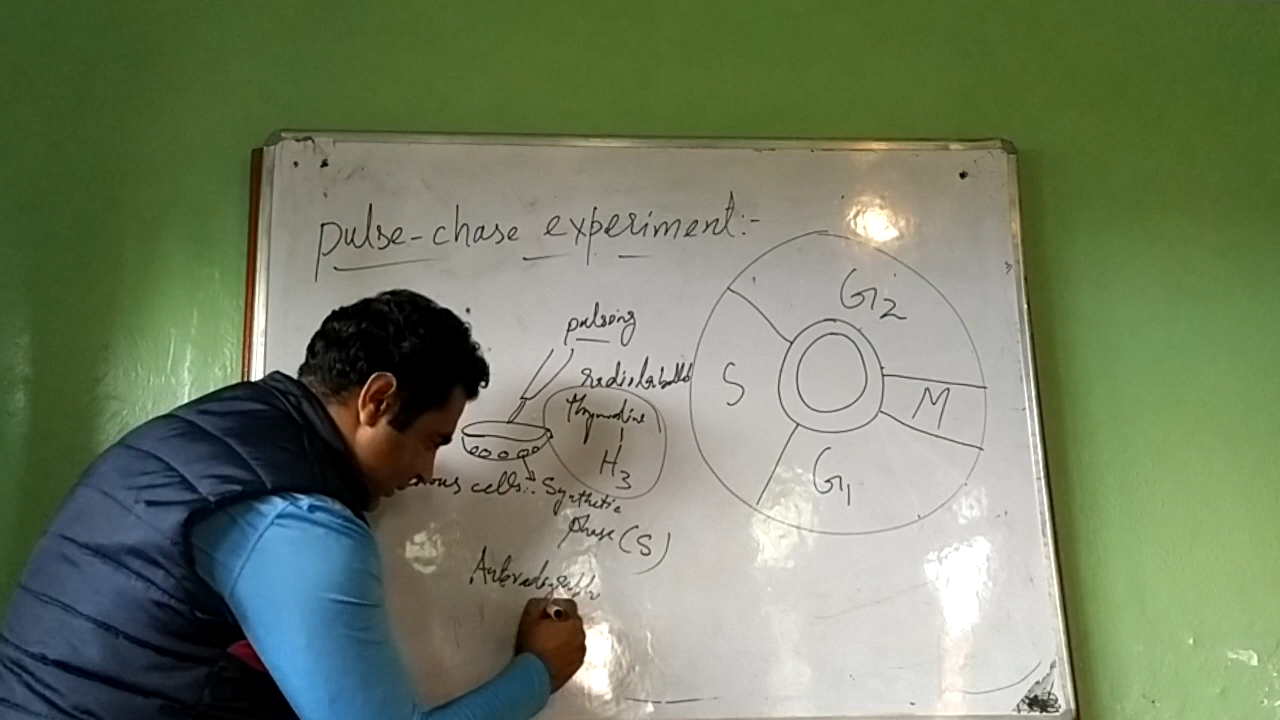 pulse-chase experiment:-
pulsing
radiolabelled
Thymidine
H3
cells:- Synthetic
phase (S)
G2
S
M
G1